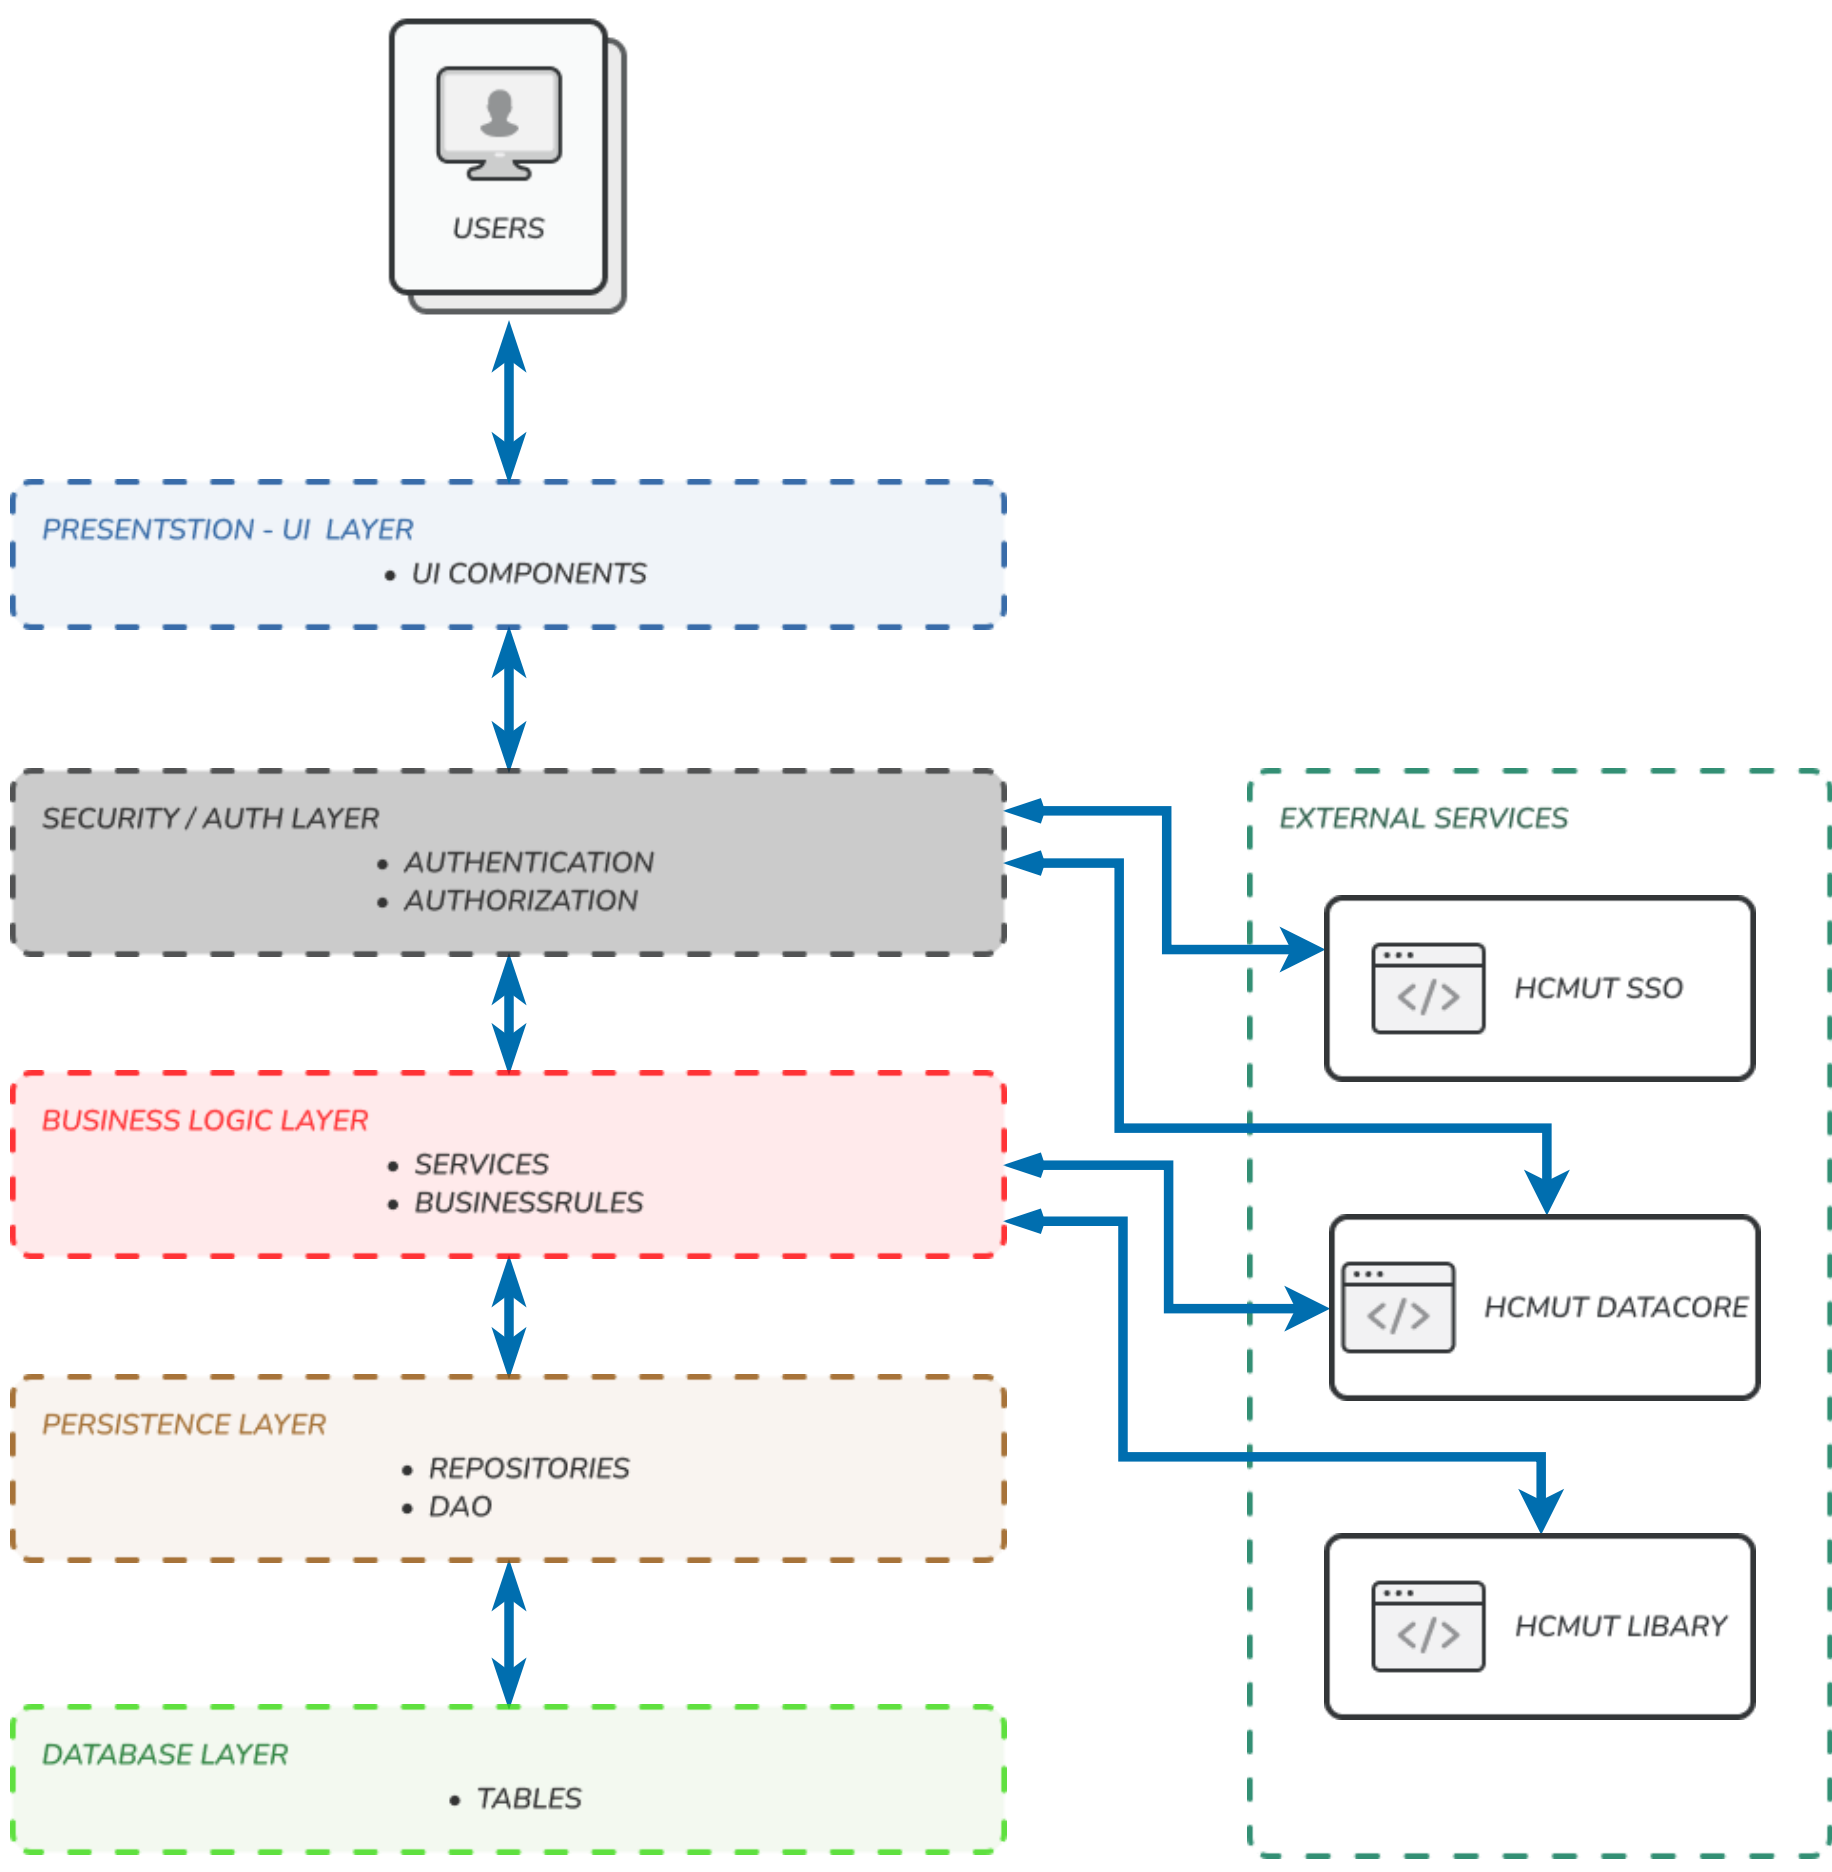 USERS
PRESENTSTION - UI LAYER
• UI COMPONENTS
SECURITY / AUTH LAYER
• AUTHENTICATION
• AUTHORIZATION
BUSINESS LOGIC LAYER
• SERVICES
• BUSINESSRULES
PERSISTENCE LAYER
• REPOSITORIES
• DAO
DATABASE LAYER
• TABLES
EXTERNAL SERVICES
</> HCMUT SSO
</> HCMUT DATACORE
</> HCMUT LIBARY